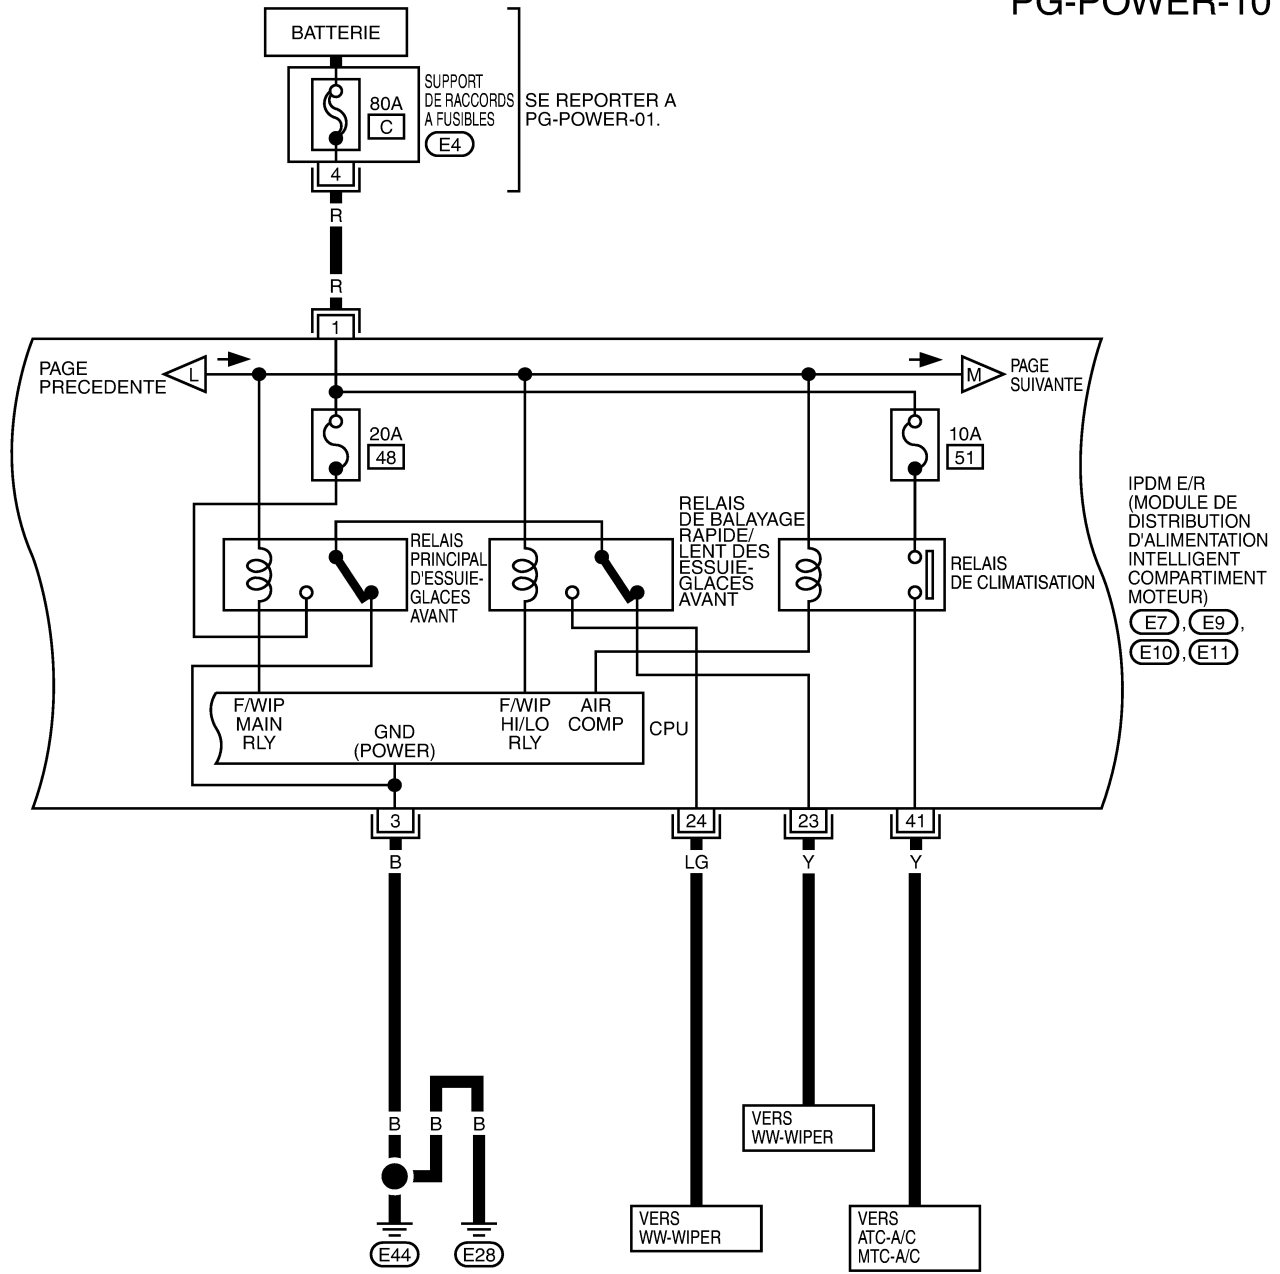 PG-POWER-10
BATTERIE
80A
C
SUPPORT
DE RACCORDS
A FUSIBLES
E4
SE REPORTER A
PG-POWER-01.
4
R
R
1
PAGE
PRECEDENTE
L
M
PAGE
SUIVANTE
20A
48
10A
51
RELAIS
PRINCIPAL
D'ESSUIE-
GLACES
AVANT
RELAIS
DE BALAYAGE
RAPIDE/
LENT DES
ESSUIE-
GLACES
AVANT
RELAIS
DE CLIMATISATION
IPDM E/R
(MODULE DE
DISTRIBUTION
D'ALIMENTATION
INTELLIGENT
COMPARTIMENT
MOTEUR)
E7 , E9 ,
E10 , E11
F/WIP
MAIN
RLY
GND
(POWER)
F/WIP
HI/LO
RLY
AIR
COMP
CPU
3
24
23
41
B
LG
Y
Y
B
B
B
E44
E28
VERS
WW-WIPER
VERS
WW-WIPER
VERS
ATC-A/C
MTC-A/C